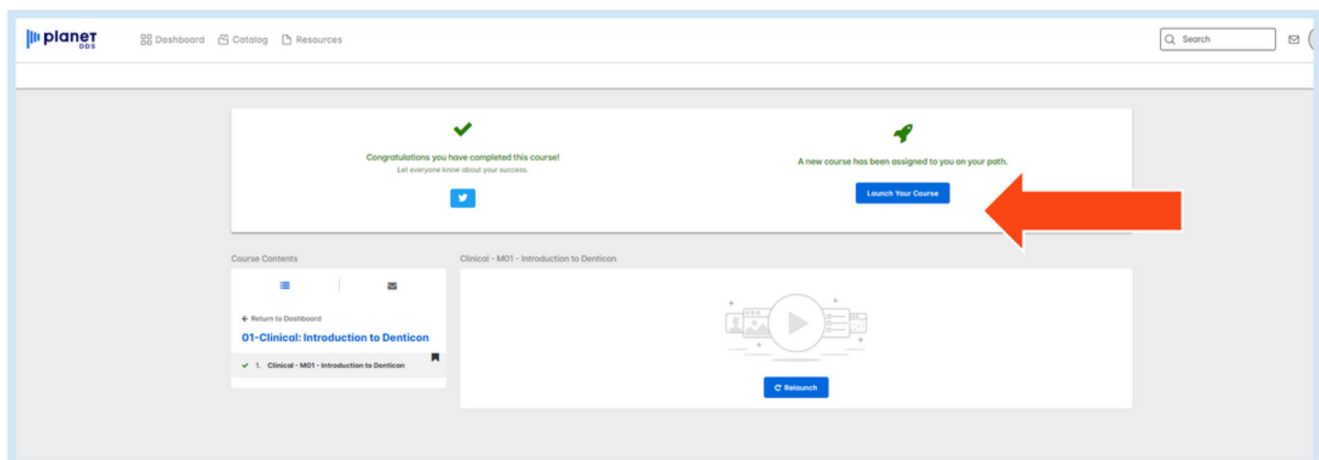 planet
DDS
Dashboard Catalog Resources
Search
Congratulations you have completed this course!
Let everyone know about your success.
A new course has been assigned to you on your path.
Launch Your Course
Course Contents
Clinical - M01 - Introduction to Denticon
Return to Dashboard
01-Clinical: Introduction to Denticon
1. Clinical - M01 - Introduction to Denticon
Relaunch